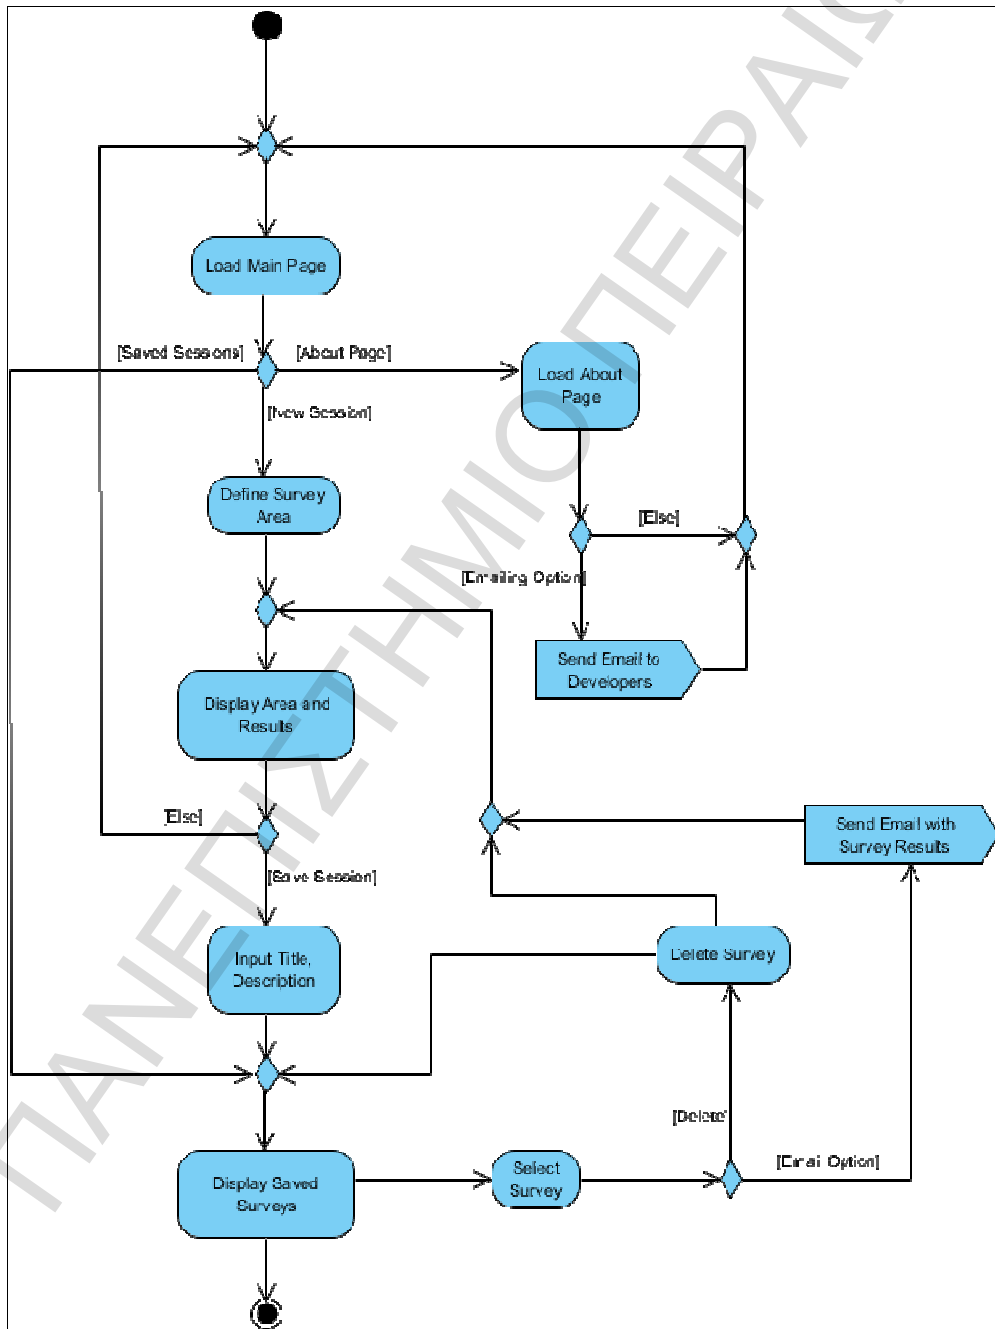 Load Main Page
[Saved Sessions]
[About Page]
Load About
Page
[New Session]
Define Survey
Area
[Else]
[Emailing Option]
Send Email to
Developers
Display Area and
Results
[Else]
Send Email with
Survey Results
[Save Session]
Input Title,
Description
Delete Survey
[Delete]
[Email Option]
Select
Survey
Display Saved
Surveys
ΠΑΝΕΠΙΣΤΗΜΙΟ ΠΕΙΡΑΙΩ